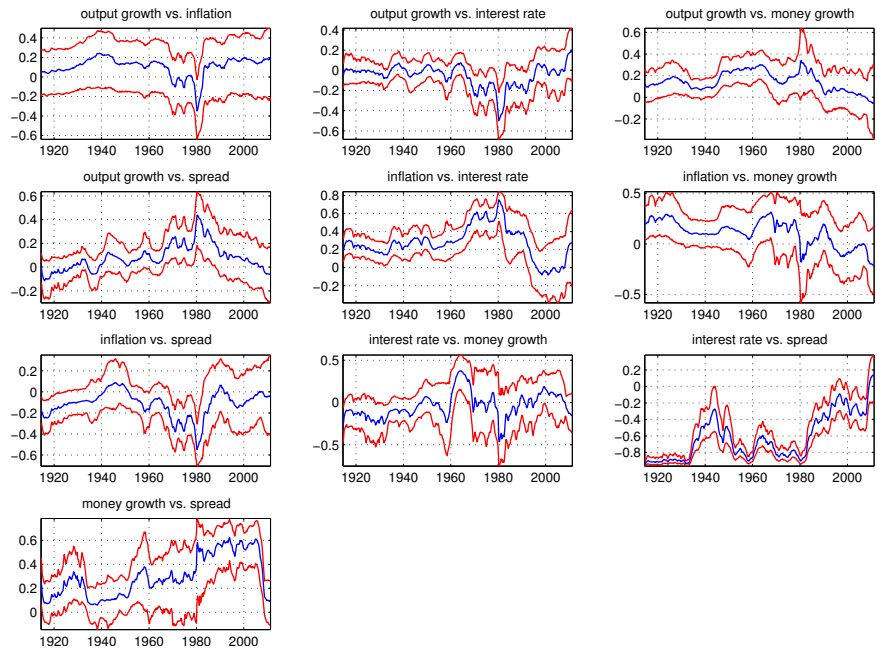 output growth vs. inflation
0.4
0.2
0
−0.2
−0.4
−0.6
1920 1940 1960 1980 2000
output growth vs. interest rate
0.4
0.2
0
−0.2
−0.4
−0.6
1920 1940 1960 1980 2000
output growth vs. money growth
0.6
0.4
0.2
0
−0.2
1920 1940 1960 1980 2000
output growth vs. spread
0.6
0.4
0.2
0
−0.2
1920 1940 1960 1980 2000
inflation vs. interest rate
0.8
0.6
0.4
0.2
0
−0.2
1920 1940 1960 1980 2000
inflation vs. money growth
0.5
0
−0.5
1920 1940 1960 1980 2000
inflation vs. spread
0.2
0
−0.2
−0.4
−0.6
1920 1940 1960 1980 2000
interest rate vs. money growth
0.5
0
−0.5
1920 1940 1960 1980 2000
interest rate vs. spread
0.2
0
−0.2
−0.4
−0.6
−0.8
1920 1940 1960 1980 2000
money growth vs. spread
0.6
0.4
0.2
0
1920 1940 1960 1980 2000